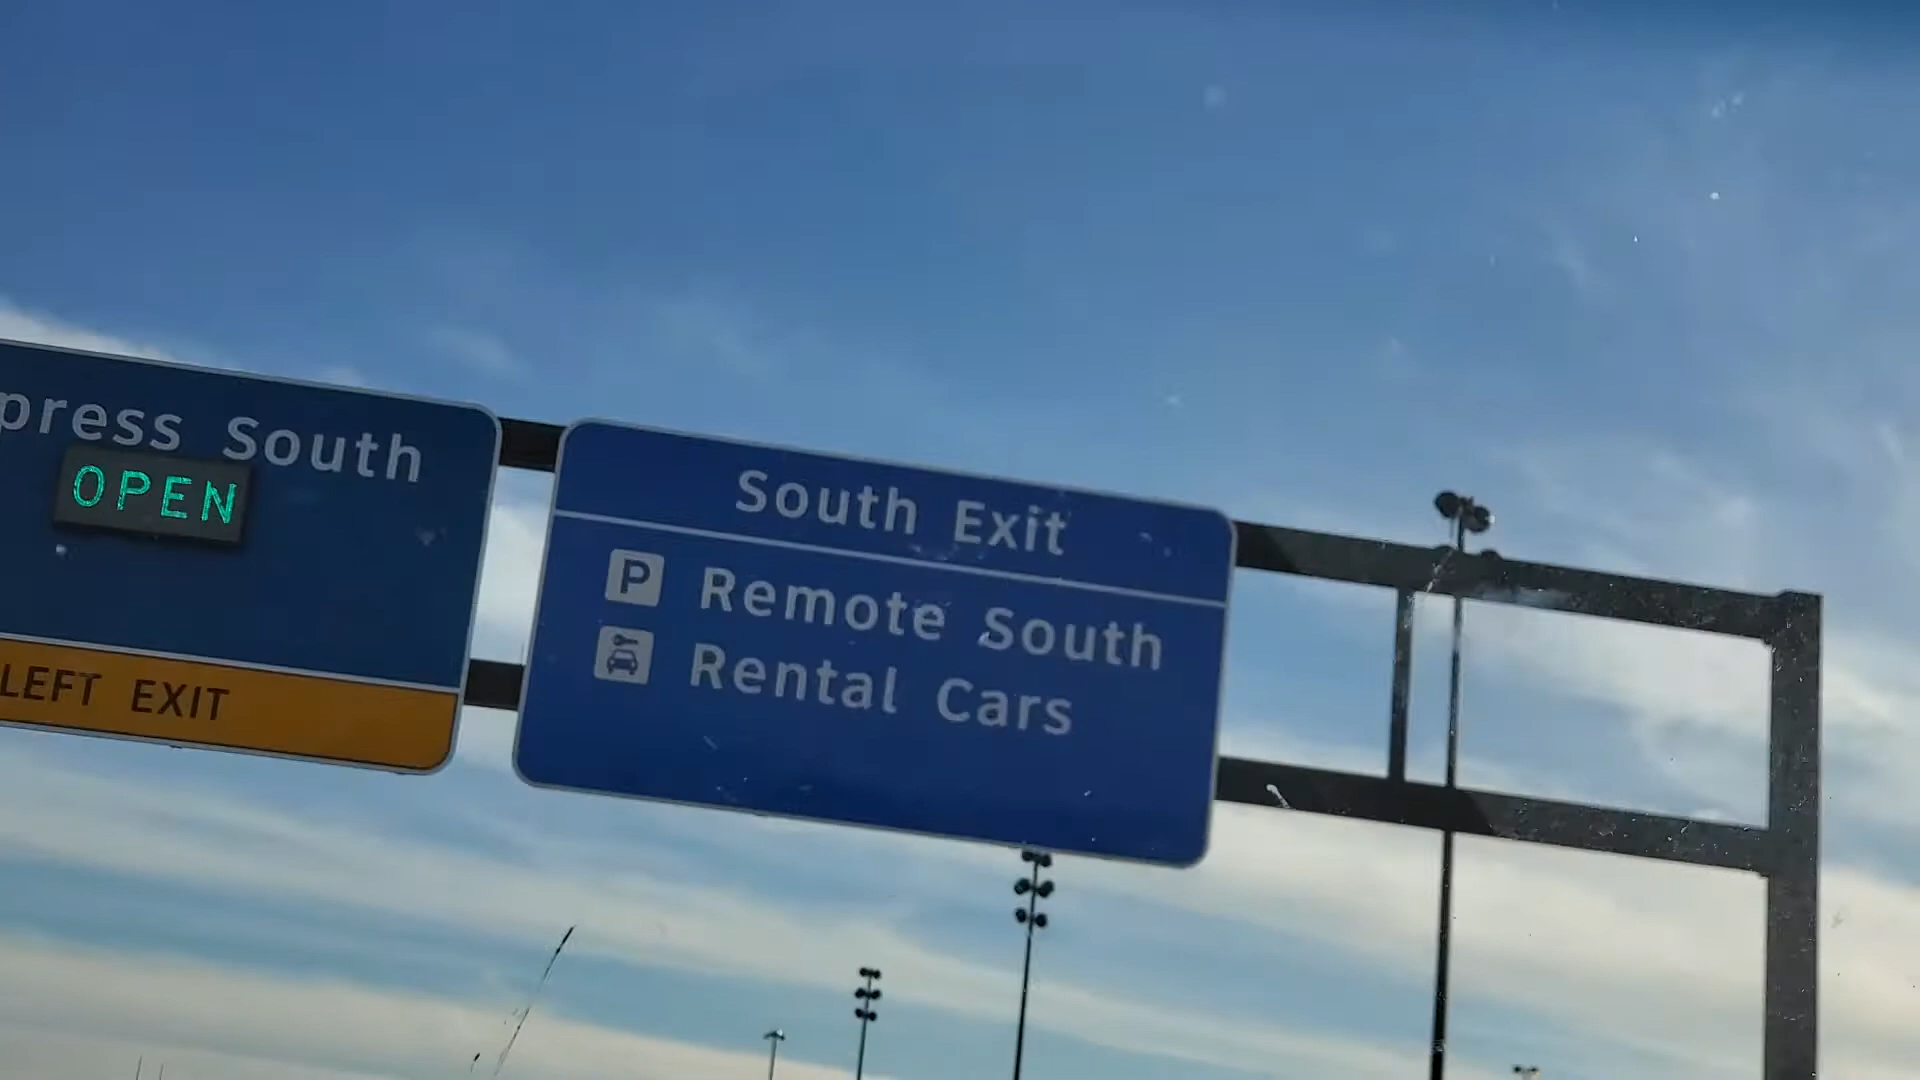 press South
OPEN
LEFT EXIT
South Exit
P Remote South
Rental Cars